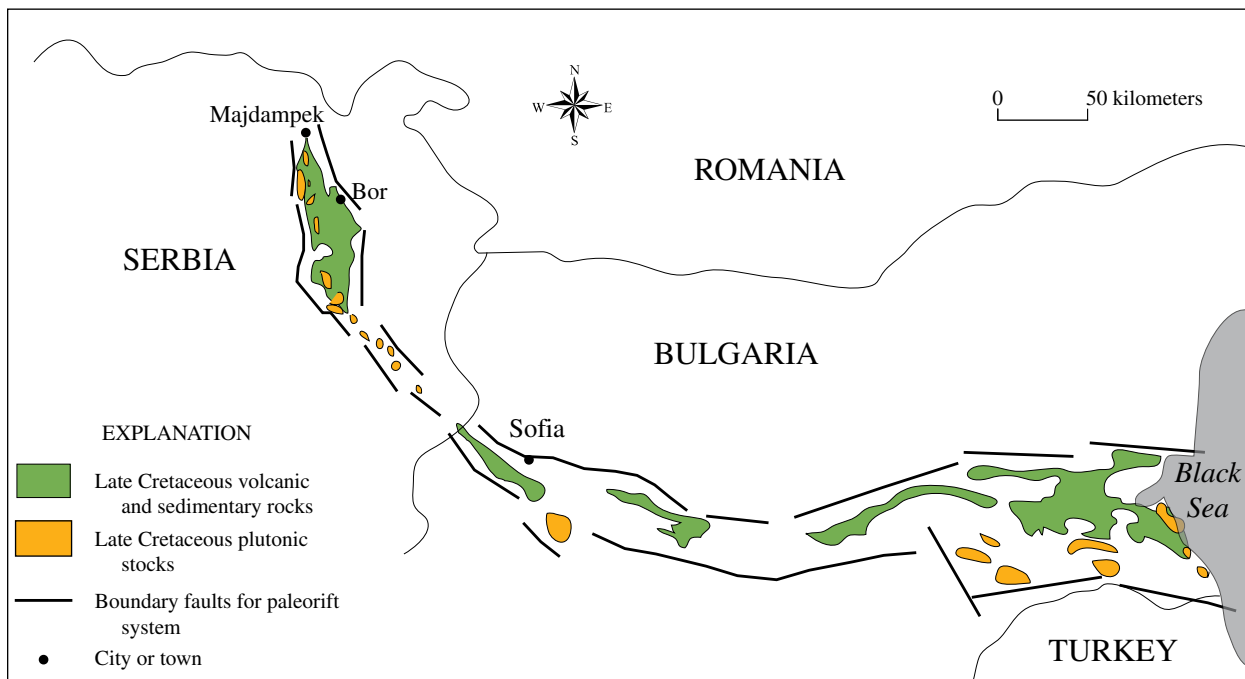 N
W
E
S
0
50 kilometers
Majdampek
ROMANIA
Bor
SERBIA
BULGARIA
EXPLANATION
Sofia
Late Cretaceous volcanic
and sedimentary rocks
Black
Sea
Late Cretaceous plutonic
stocks
Boundary faults for paleorift
system
City or town
TURKEY